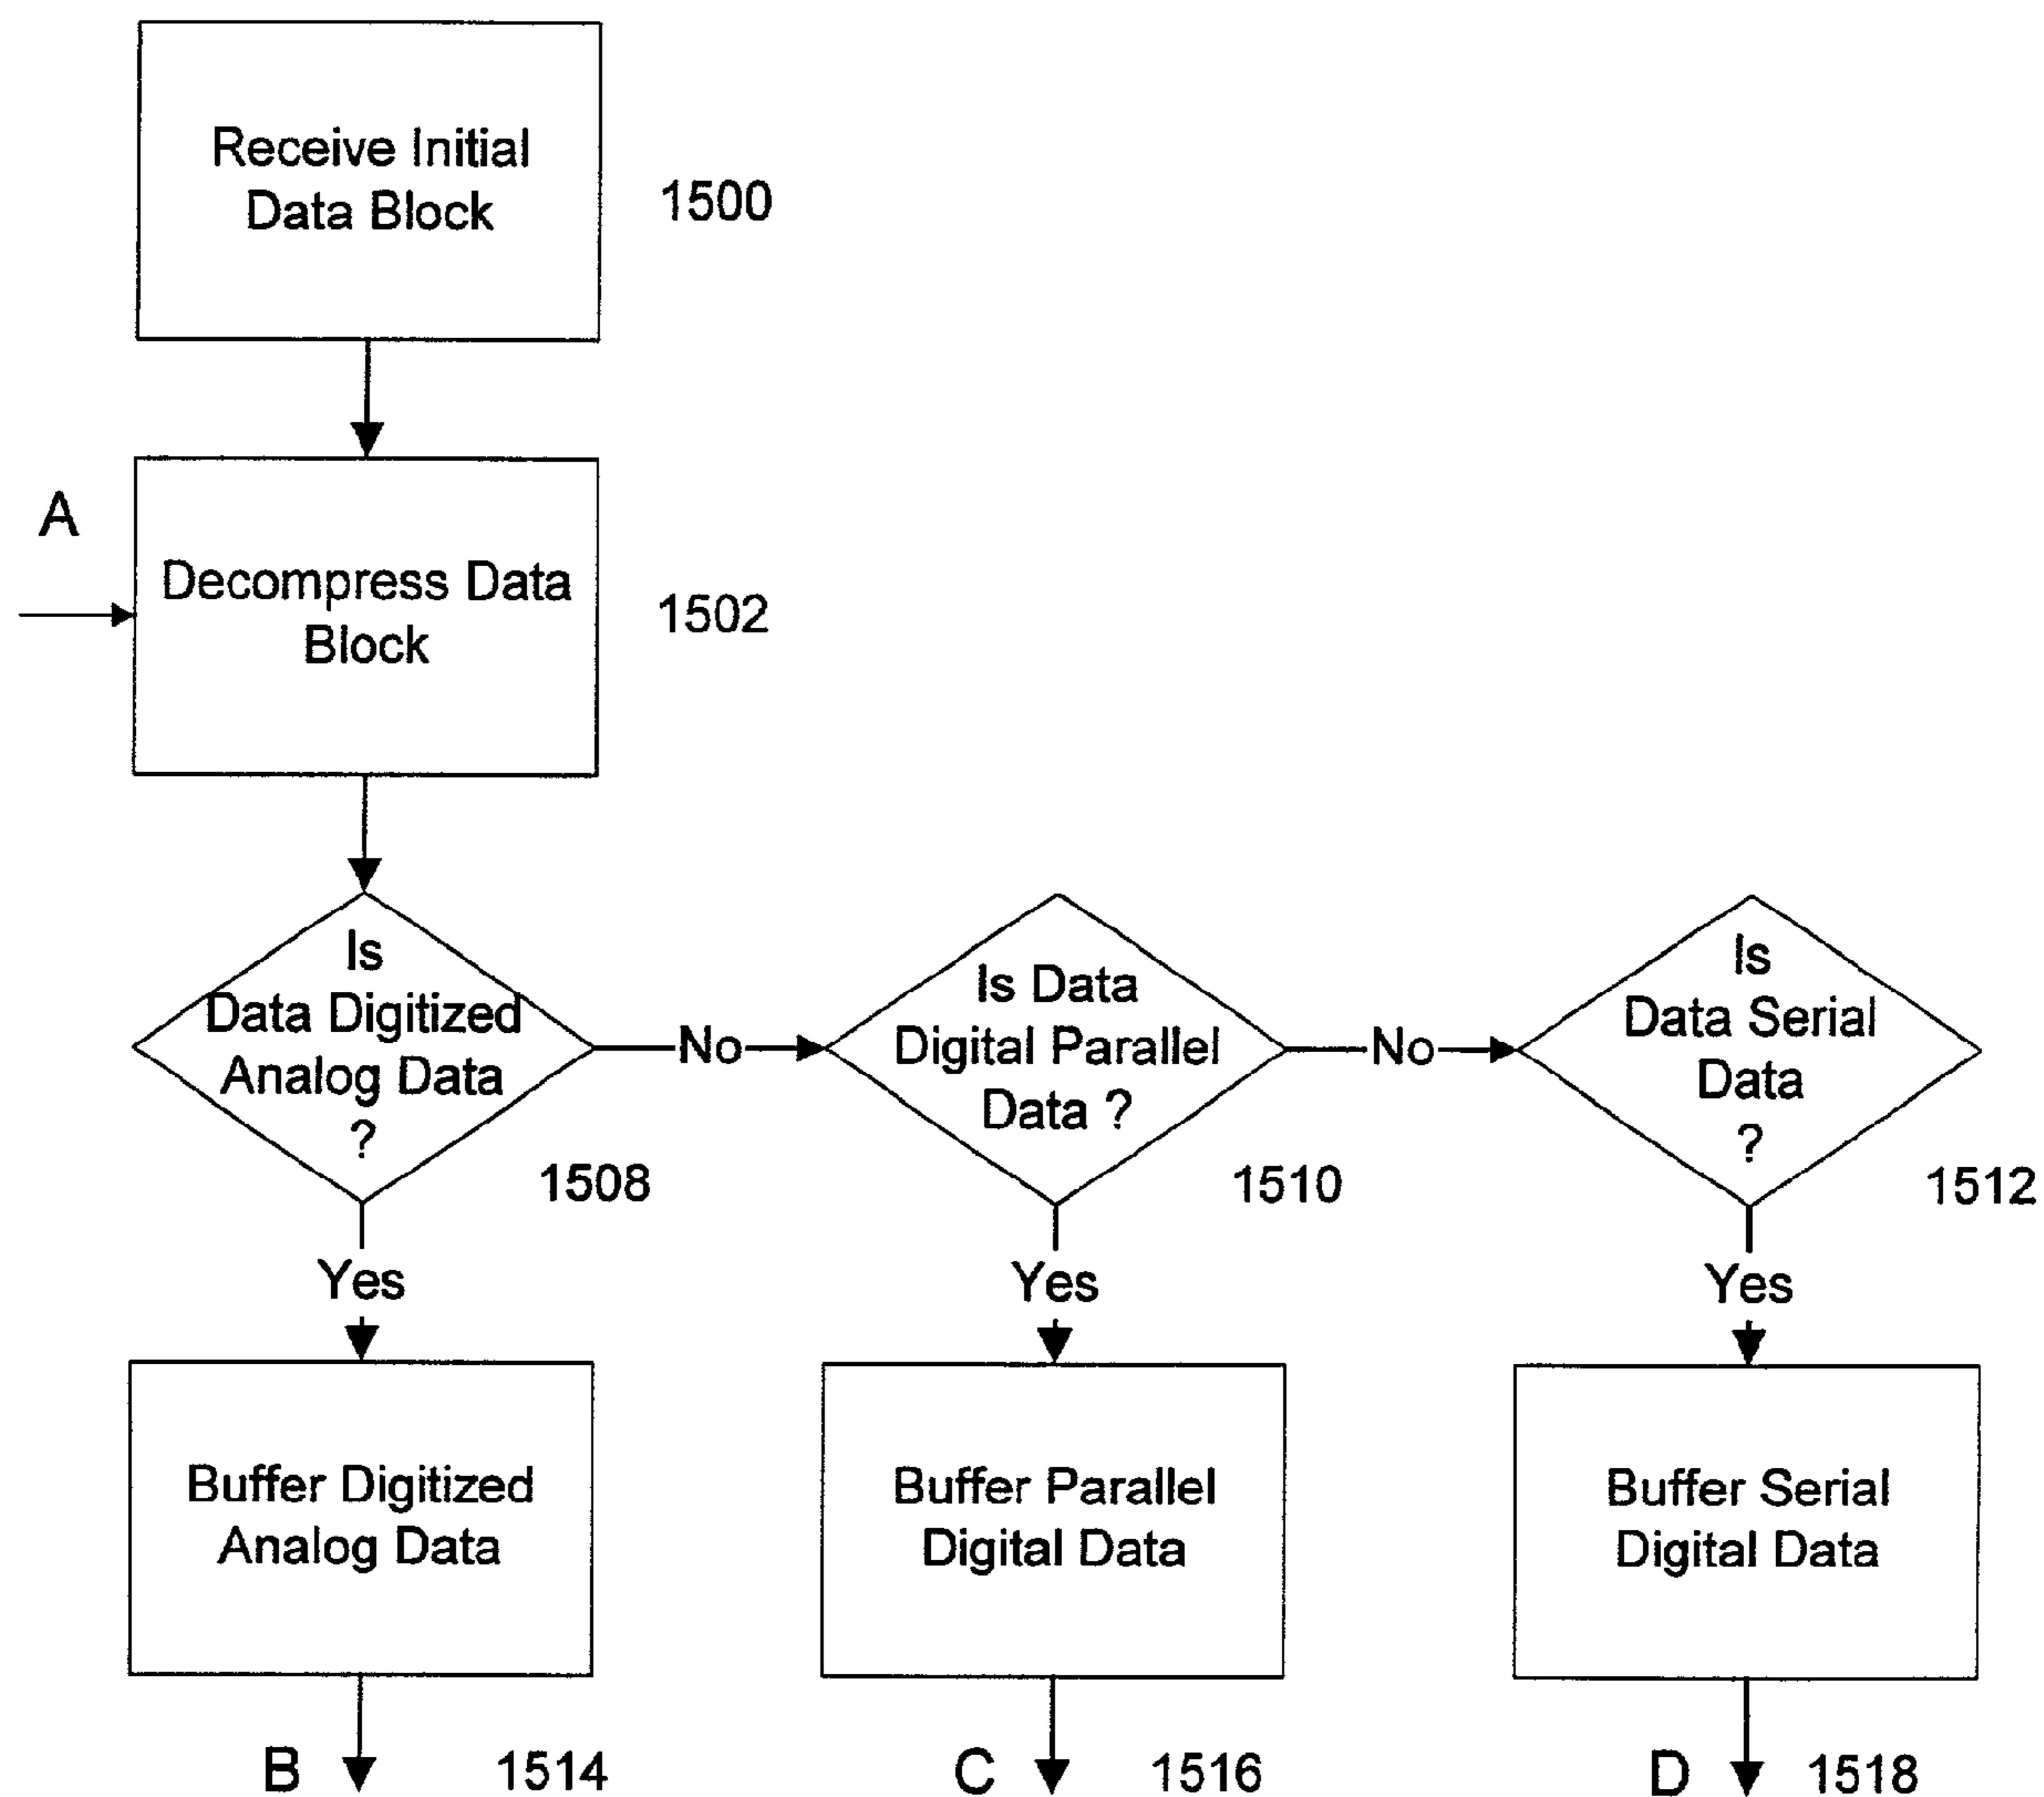 Receive Initial
Data Block
1500
A
Decompress Data
Block
1502
Is
Data Digitized
Analog Data
?
1508
No
Is Data
Digital Parallel
Data ?
1510
No
Is
Data Serial
Data
?
1512
Yes
Yes
Yes
Buffer Digitized
Analog Data
Buffer Parallel
Digital Data
Buffer Serial
Digital Data
B
1514
C
1516
D
1518